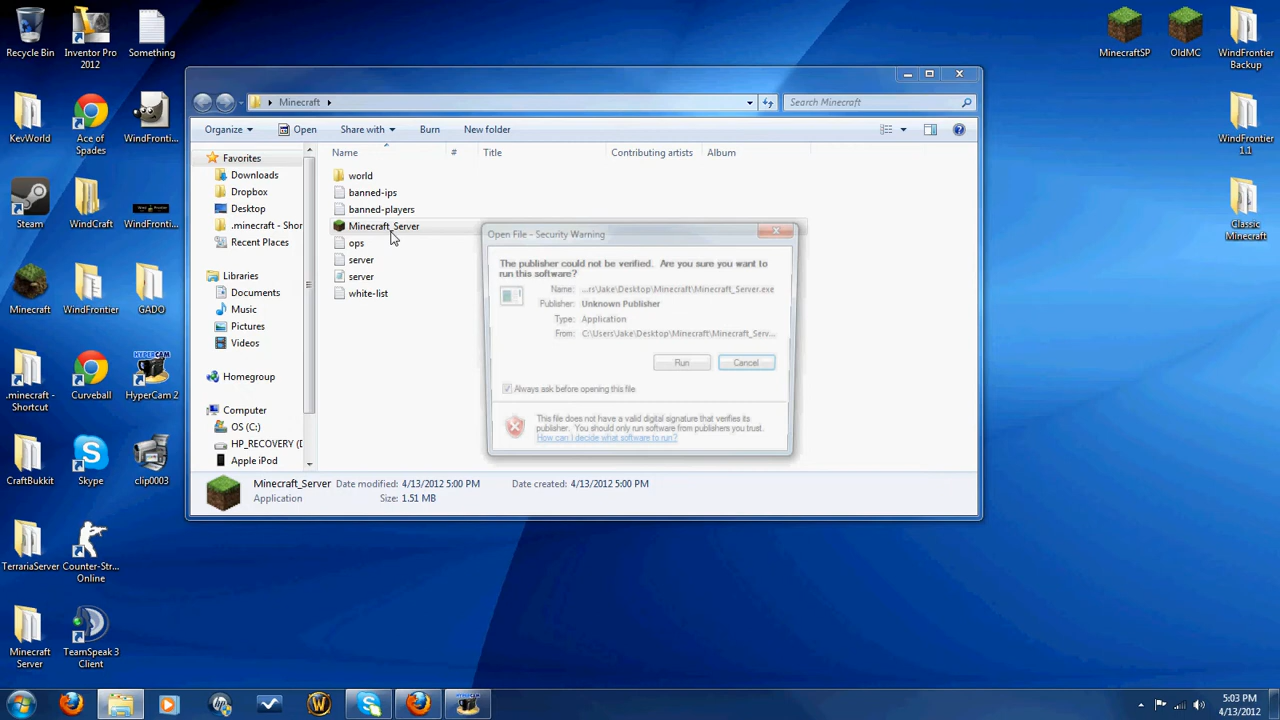 Recycle Bin
Inventor Pro
2012
Something
MinecraftSP
OldMC
WindFrontier
Backup
KevWorld
Ace of
Spades
WindFronti...
WindFrontier
1.1
Steam
WindCraft
WindFronti...
Classic
Minecraft
Minecraft
WindFrontier
GADO
.minecraft -
Shortcut
Curveball
HYPERCAM
HyperCam 2
CraftBukkit
Skype
clip0003
TerrariaServer
Counter-Str...
Online
Minecraft
Server
TeamSpeak 3
Client
Minecraft
Search Minecraft
Organize
Open
Share with
Burn
New folder
Name
#
Title
Contributing artists
Album
Favorites
Downloads
Dropbox
Desktop
.minecraft - Shor
Recent Places
Libraries
Documents
Music
Pictures
Videos
Homegroup
Computer
OS (C:)
HP_RECOVERY (D
Apple iPod
world
banned-ips
banned-players
Minecraft_Server
ops
server
server
white-list
Open File - Security Warning
The publisher could not be verified. Are you sure you want to
run this software?
Name: ...rs\Jake\Desktop\Minecraft\Minecraft_Server.exe
Publisher: Unknown Publisher
Type: Application
From: C:\Users\Jake\Desktop\Minecraft\Minecraft_Serv...
Run
Cancel
Always ask before opening this file
This file does not have a valid digital signature that verifies its
publisher. You should only run software from publishers you trust.
How can I decide what software to run?
Minecraft_Server Date modified: 4/13/2012 5:00 PM Date created: 4/13/2012 5:00 PM
Application Size: 1.51 MB
5:03 PM
4/13/2012